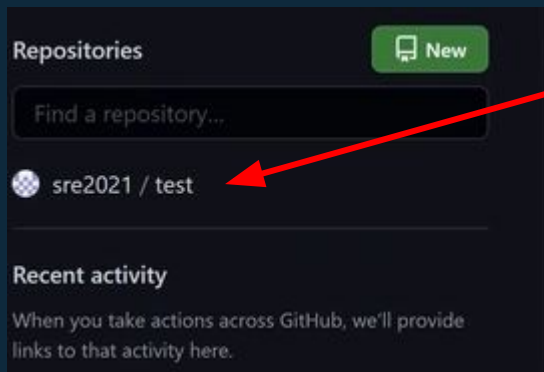 Repositories
New
Find a repository...
sre2021 / test
Recent activity
When you take actions across GitHub, we'll provide
links to that activity here.